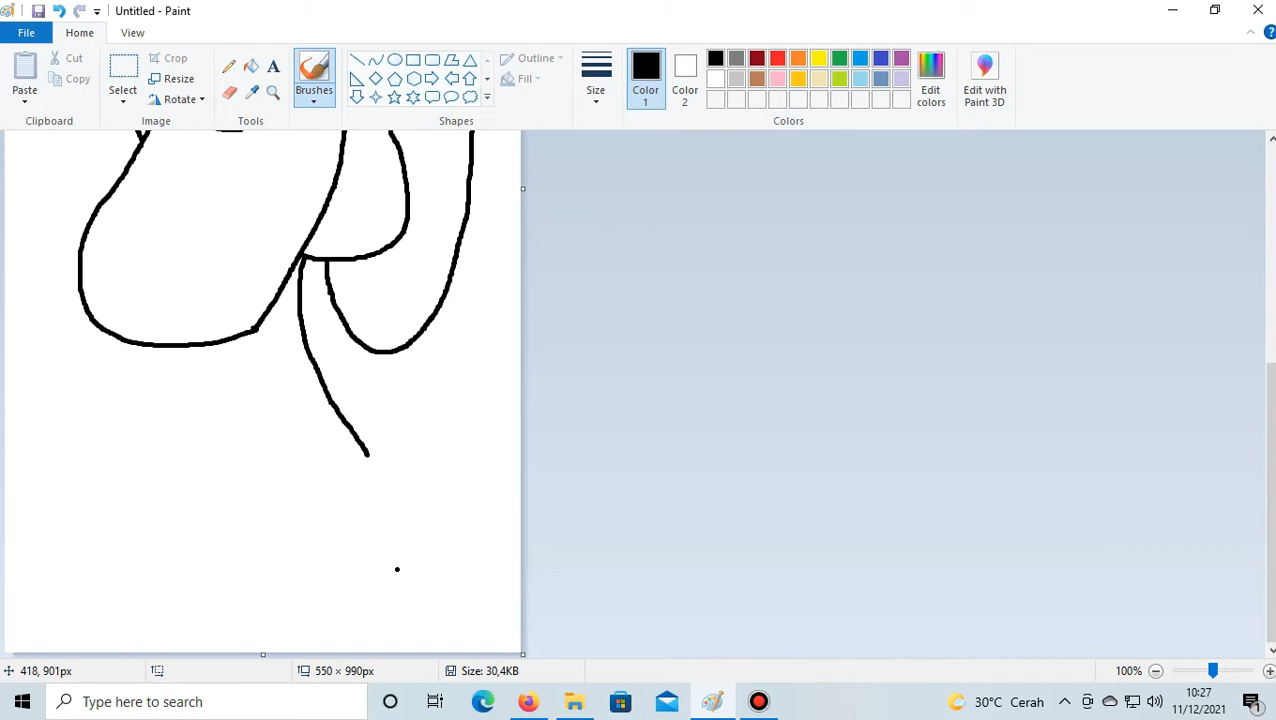 Untitled - Paint
File Home View
Paste
Cut
Copy
Clipboard
Select
Crop
Resize
Rotate
Image
A
Tools
Brushes
Shapes
Outline
Fill
Size
Color 1
Color 2
Colors
Edit colors
Edit with Paint 3D
418, 901px
550 × 990px
Size: 30,4KB
100%
Type here to search
30°C Cerah
10:27
11/12/2021
1